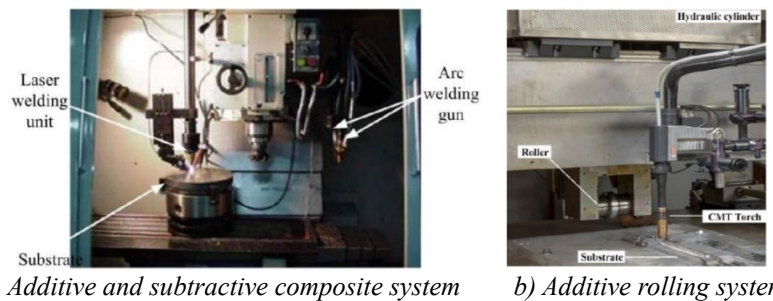 Laser
welding
unit
Arc
welding
gun
Substrate
Hydraulic cylinder
Roller
CMT Torch
Substrate
Additive and subtractive composite system
b) Additive rolling system